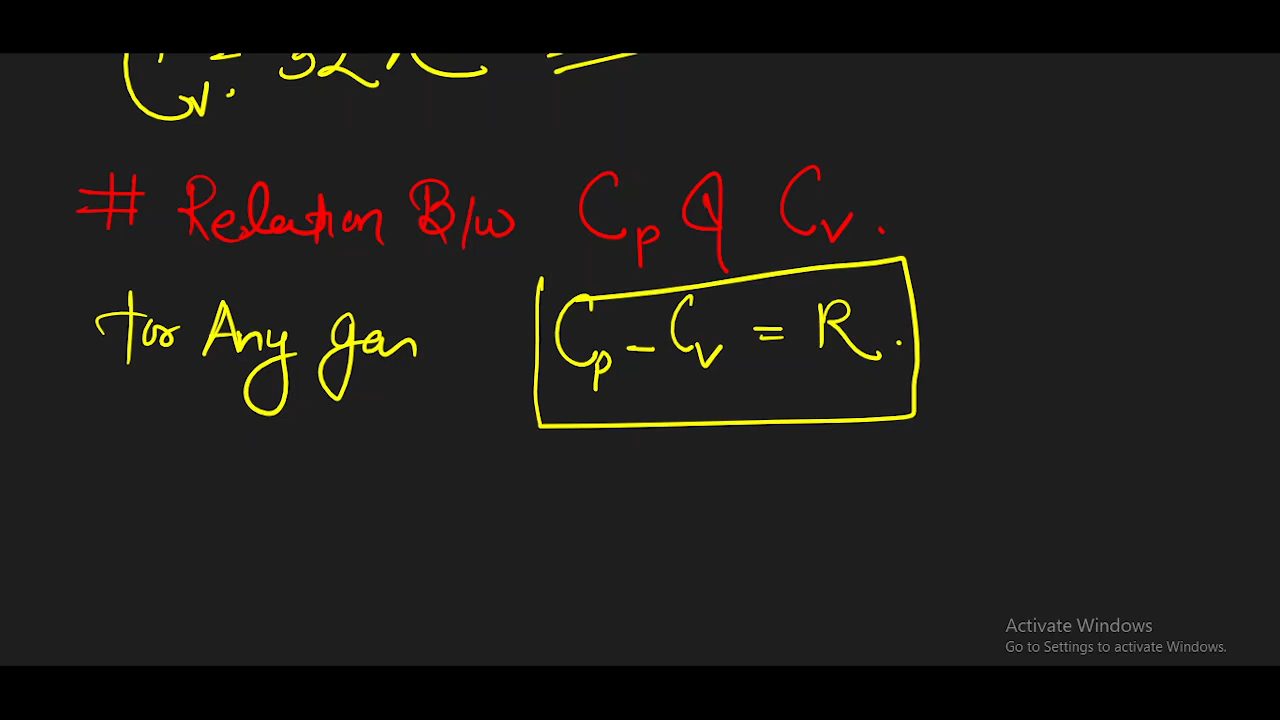 # Relation B/w Cp & Cv.
for Any gas
Cp - Cv = R.
Activate Windows
Go to Settings to activate Windows.